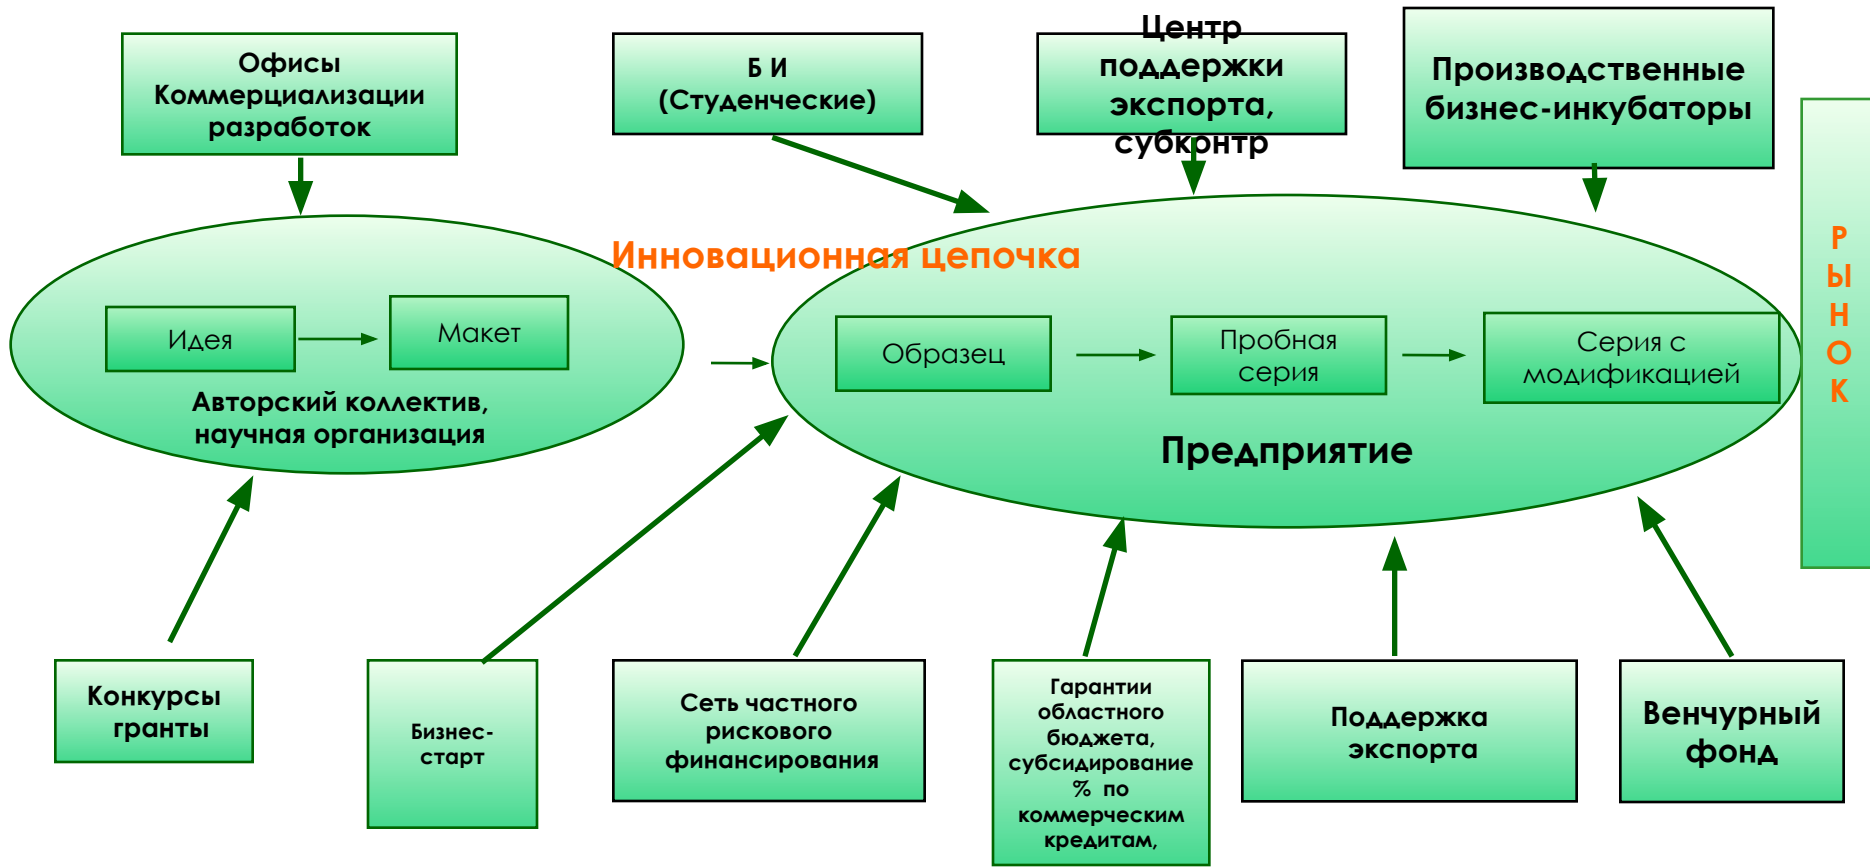 Офисы
Коммерциализации
разработок
Б И
(Студенческие)
Центр
поддержки
экспорта,
субконтр
Производственные
бизнес-инкубаторы
Инновационная цепочка
Идея
Макет
Авторский коллектив,
научная организация
Образец
Пробная
серия
Серия с
модификацией
Предприятие
Р
Ы
Н
О
К
Конкурсы
гранты
Бизнес-
старт
Сеть частного
рискового
финансирования
Гарантии
областного
бюджета,
субсидирование
% по
коммерческим
кредитам,
Поддержка
экспорта
Венчурный
фонд